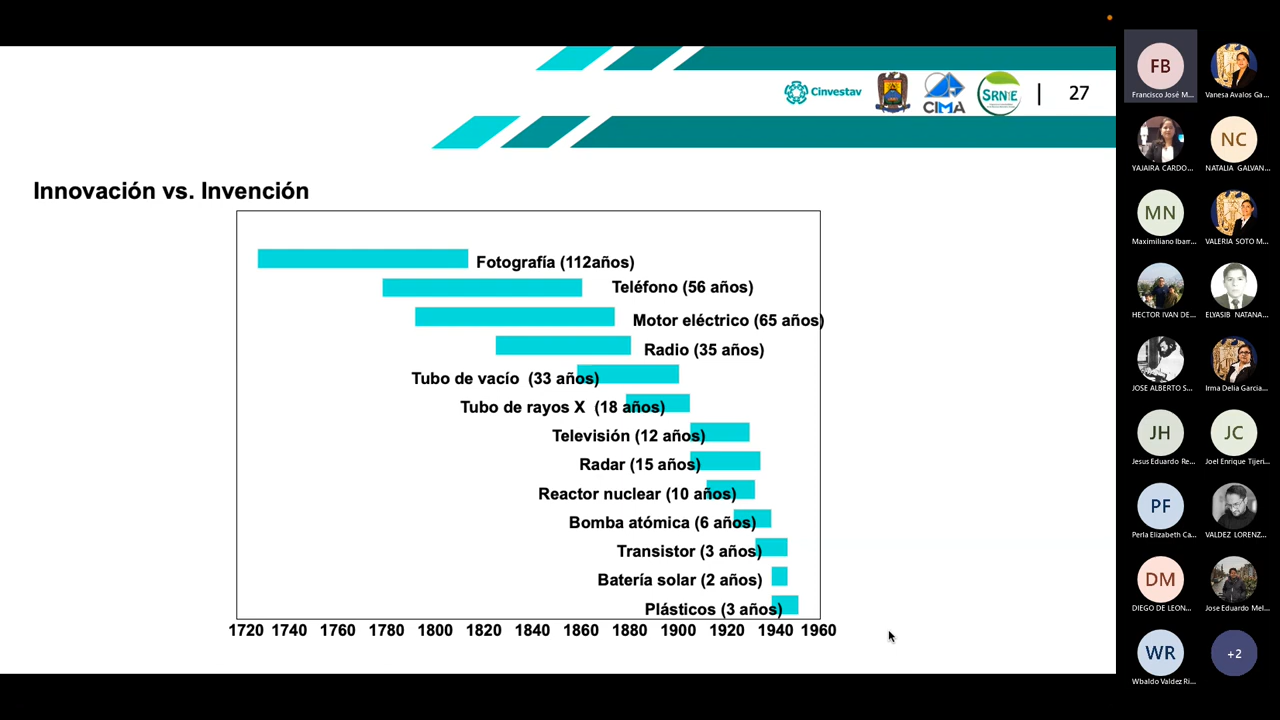 Cinvestav
CIMA
SRNyE
27
Innovación vs. Invención
Fotografía (112años)
Teléfono (56 años)
Motor eléctrico (65 años)
Radio (35 años)
Tubo de vacío (33 años)
Tubo de rayos X (18 años)
Televisión (12 años)
Radar (15 años)
Reactor nuclear (10 años)
Bomba atómica (6 años)
Transistor (3 años)
Batería solar (2 años)
Plásticos (3 años)
1720 1740 1760 1780 1800 1820 1840 1860 1880 1900 1920 1940 1960
FB
Francisco José M...
Vanesa Avalos Ga...
YAJAIRA CARDO...
NC
NATALIA GALVAN...
MN
Maximiliano Ibarr...
VALERIA SOTO M...
HECTOR IVAN DE...
ELYASIB NATANA...
JOSE ALBERTO S...
Irma Delia Garcia...
JH
Jesus Eduardo Re...
JC
Joel Enrique Tijeri...
PF
Perla Elizabeth Ca...
VALDEZ LORENZ...
DM
DIEGO DE LEON...
Jose Eduardo Mel...
WR
Wbaldo Valdez Ri...
+2